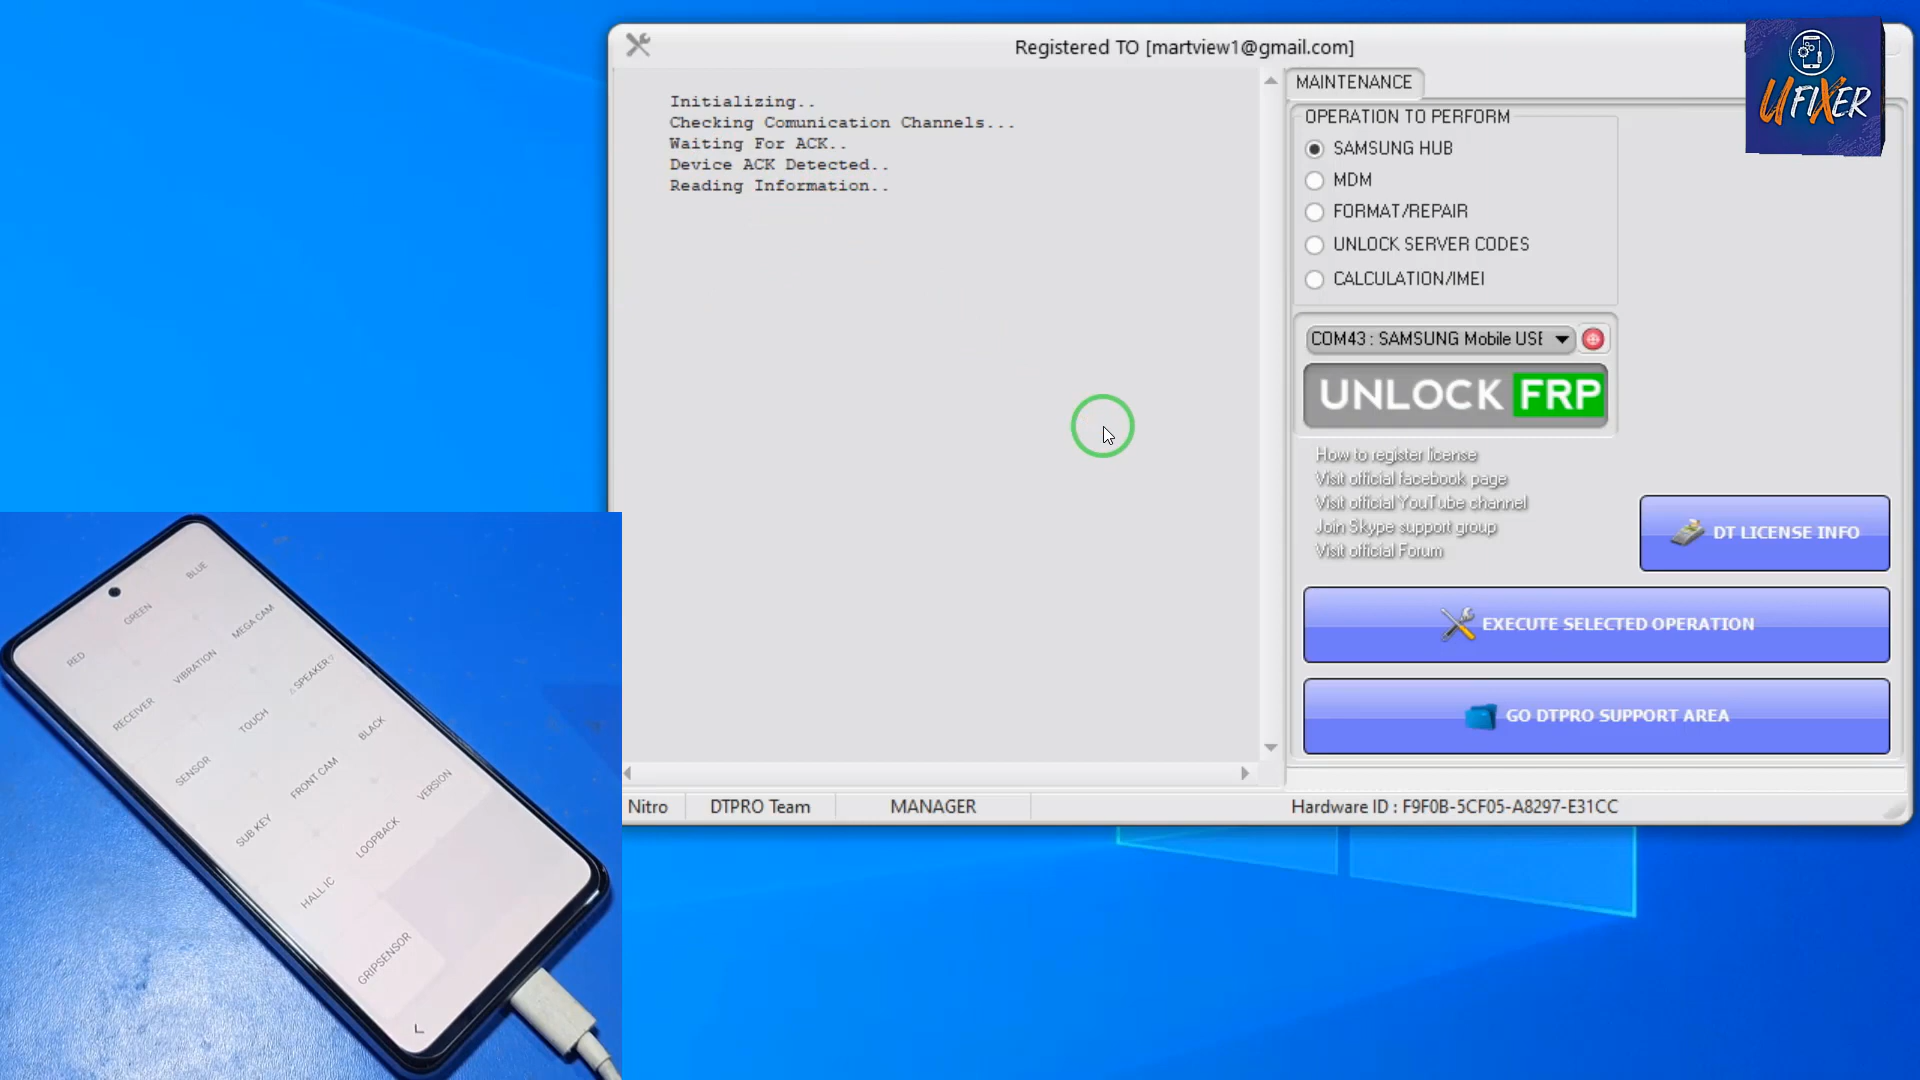 Registered TO [martview1@gmail.com]
UFIXER
Initializing..
Checking Comunication Channels...
Waiting For ACK..
Device ACK Detected..
Reading Information..
MAINTENANCE
OPERATION TO PERFORM
SAMSUNG HUB
MDM
FORMAT/REPAIR
UNLOCK SERVER CODES
CALCULATION/IMEI
COM43 : SAMSUNG Mobile USE
UNLOCK FRP
How to register license
Visit official facebook page
Visit official YouTube channel
Join Skype support group
Visit official Forum
DT LICENSE INFO
EXECUTE SELECTED OPERATION
GO DTPRO SUPPORT AREA
Nitro
DTPRO Team
MANAGER
Hardware ID : F9F0B-5CF05-A8297-E31CC
RED
GREEN
BLUE
RECEIVER
VIBRATION
MEGA CAM
SENSOR
TOUCH
SPEAKER
SUB KEY
FRONT CAM
BLACK
HALL IC
LOOPBACK
VERSION
GRIPSENSOR